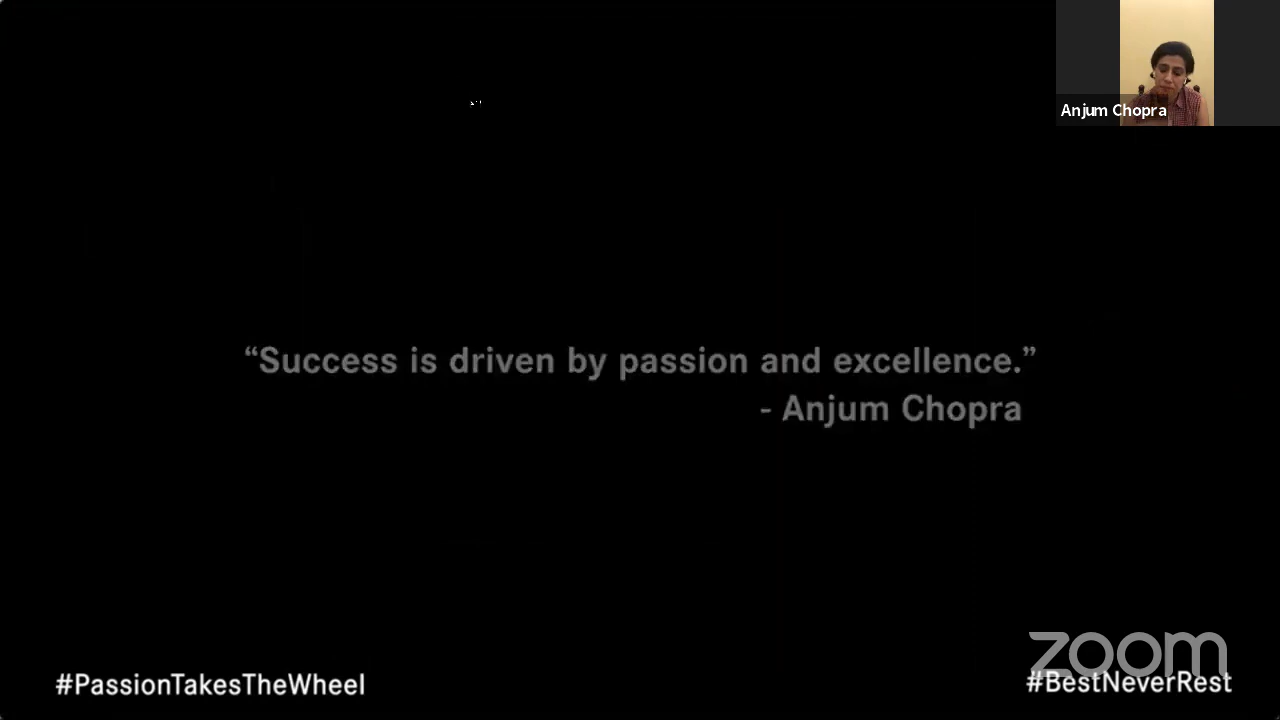 Anjum Chopra
“Success is driven by passion and excellence.”
- Anjum Chopra
zoom
#PassionTakesTheWheel
#BestNeverRest